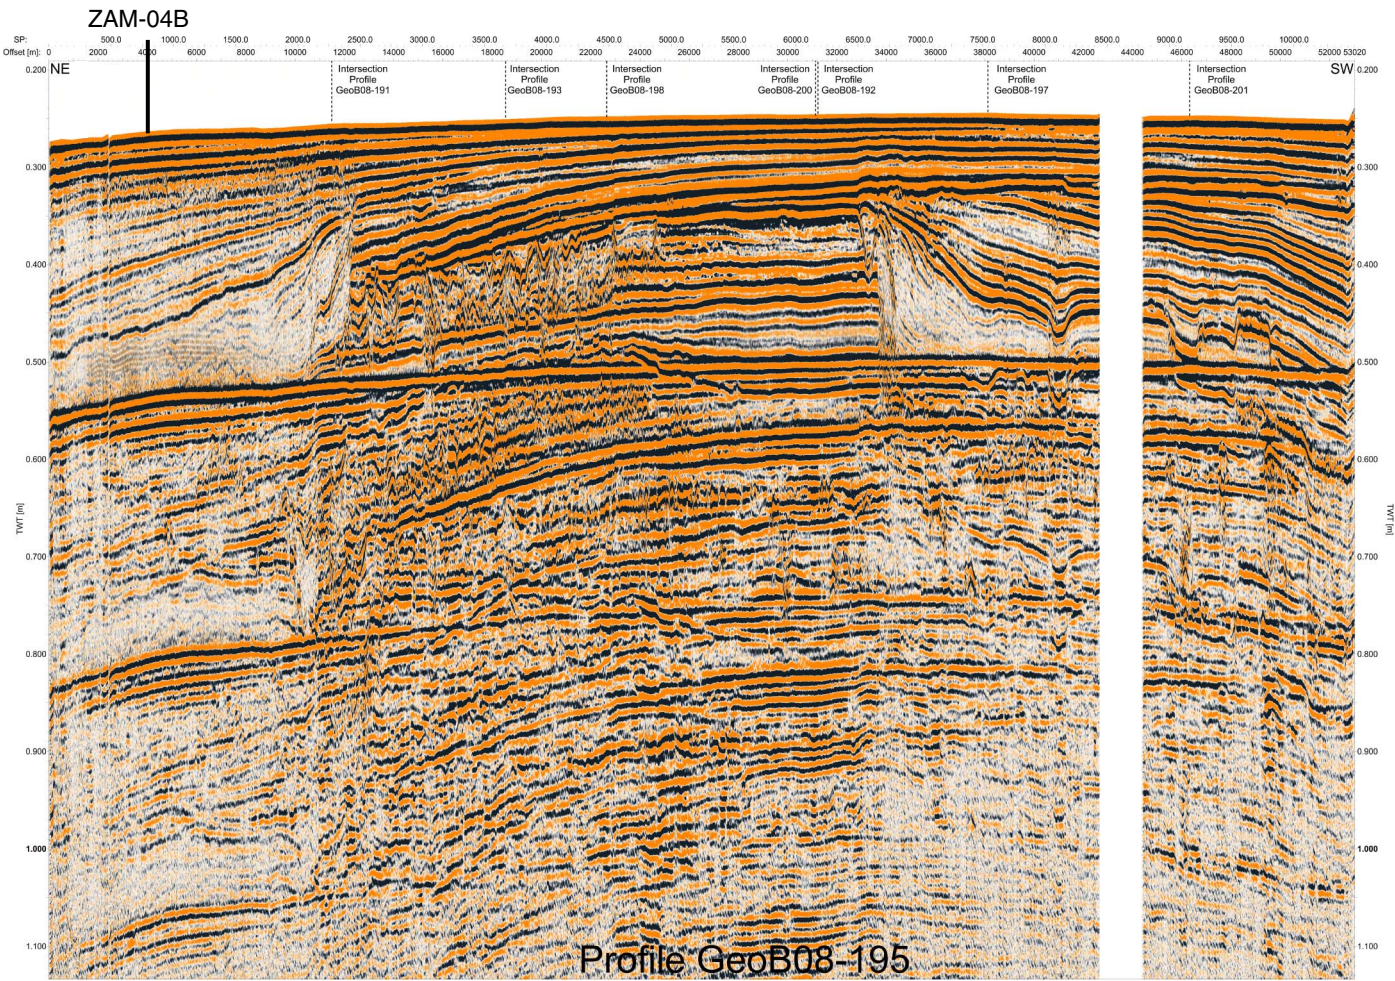 ZAM-04B
SP: 500.0 1000.0 1500.0 2000.0 2500.0 3000.0 3500.0 4000.0 4500.0 5000.0 5500.0 6000.0 6500.0 7000.0 7500.0 8000.0 8500.0 9000.0 9500.0 10000.0
Offset [m]: 0 2000 4000 6000 8000 10000 12000 14000 16000 18000 20000 22000 24000 26000 28000 30000 32000 34000 36000 38000 40000 42000 44000 46000 48000 50000 52000 53020
0.200 NE SW 0.200
Intersection
Profile
GeoB08-191
Intersection
Profile
GeoB08-193
Intersection
Profile
GeoB08-198
Intersection
Profile
GeoB08-200
Intersection
Profile
GeoB08-192
Intersection
Profile
GeoB08-197
Intersection
Profile
GeoB08-201
0.300 0.300
0.400 0.400
0.500 0.500
0.600 0.600
TWT [m] TWT [m]
0.700 0.700
0.800 0.800
0.900 0.900
1.000 1.000
1.100 1.100
Profile GeoB08-195